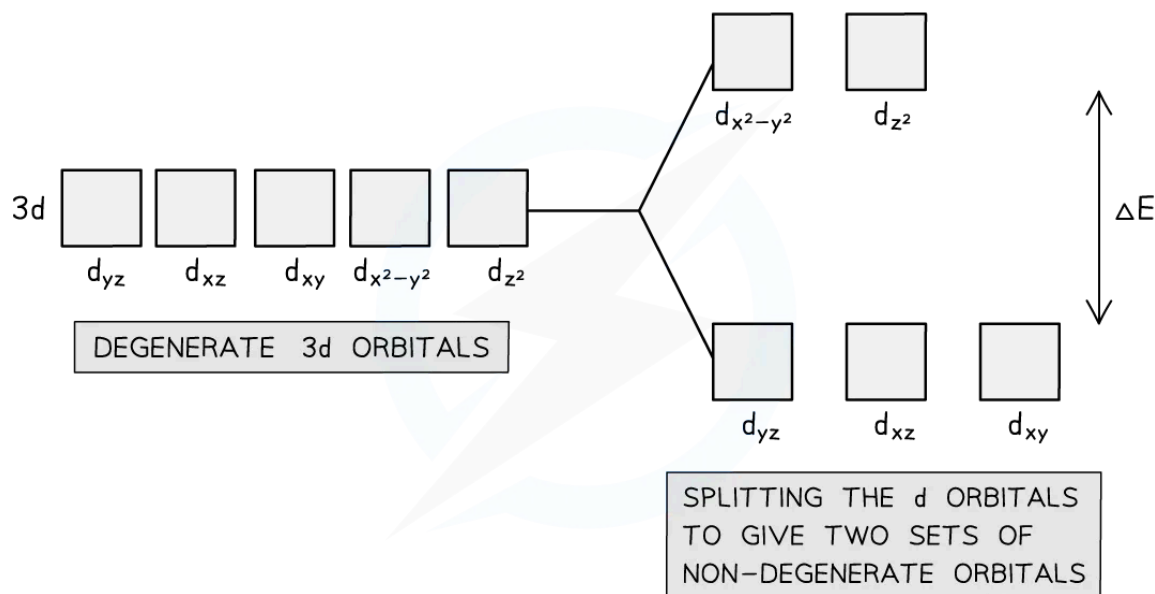 d_x²−y²
d_z²
3d
d_yz
d_xz
d_xy
d_x²−y²
d_z²
ΔE
DEGENERATE 3d ORBITALS
d_yz
d_xz
d_xy
SPLITTING THE d ORBITALS
TO GIVE TWO SETS OF
NON-DEGENERATE ORBITALS